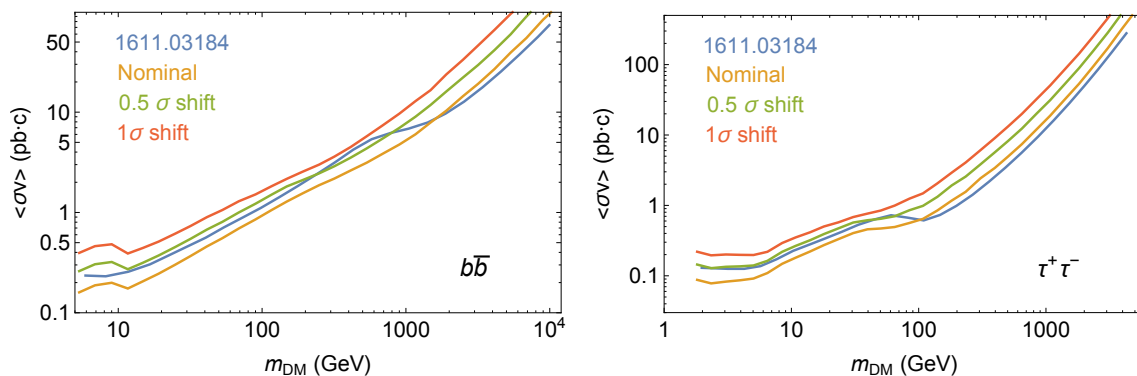 50
10
5
1
0.5
0.1
<σv> (pb·c)
1611.03184
Nominal
0.5 σ shift
1σ shift
bb̅
10
100
1000
10⁴
m_DM (GeV)
100
10
1
0.1
<σv> (pb·c)
1611.03184
Nominal
0.5 σ shift
1σ shift
τ⁺ τ⁻
1
10
100
1000
m_DM (GeV)